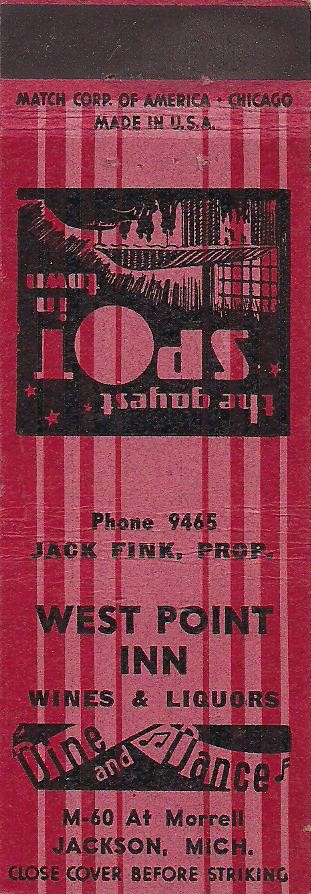 MATCH CORP. OF AMERICA · CHICAGO
MADE IN U.S.A.
the gayest
SPOT
in
town
Phone 9465
JACK FINK, PROP.
WEST POINT
INN
WINES & LIQUORS
Dine and Dance
M-60 At Morrell
JACKSON, MICH.
CLOSE COVER BEFORE STRIKING